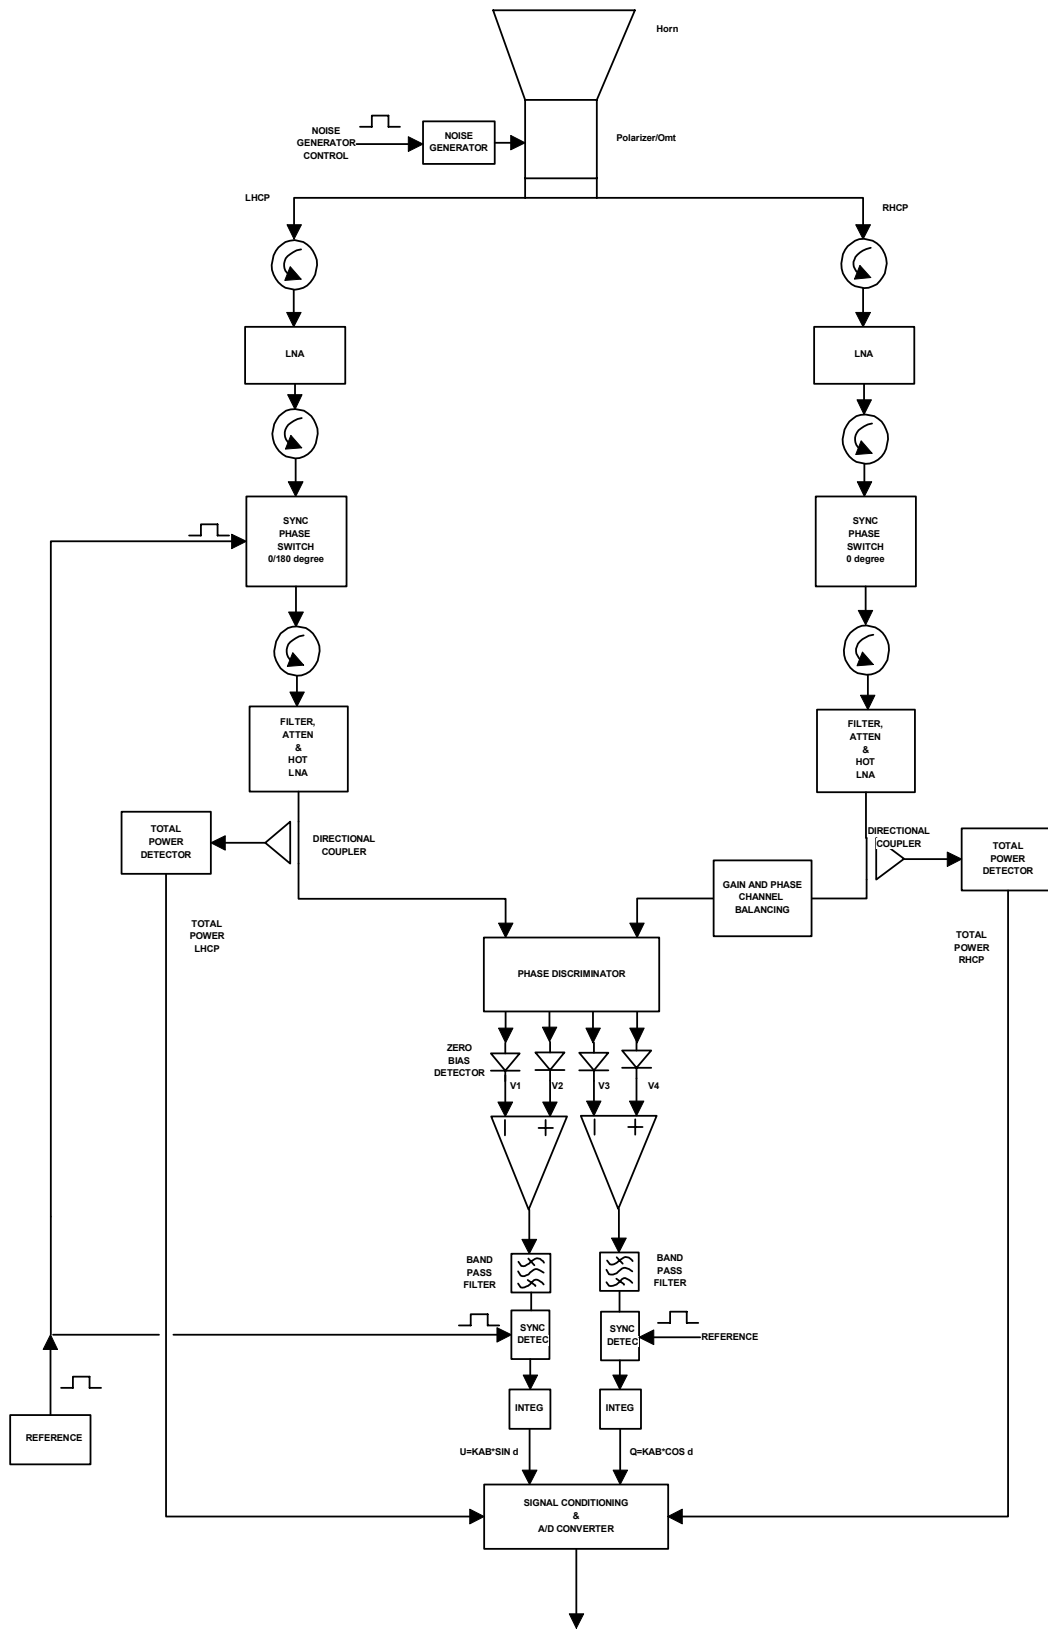 Horn
NOISE
GENERATOR
CONTROL
NOISE
GENERATOR
Polarizer/Omt
LHCP
RHCP
LNA
LNA
SYNC
PHASE
SWITCH
0/180 degree
SYNC
PHASE
SWITCH
0 degree
FILTER,
ATTEN
&
HOT
LNA
FILTER,
ATTEN
&
HOT
LNA
TOTAL
POWER
DETECTOR
DIRECTIONAL
COUPLER
DIRECTIONAL
COUPLER
TOTAL
POWER
DETECTOR
GAIN AND PHASE
CHANNEL
BALANCING
TOTAL
POWER
LHCP
TOTAL
POWER
RHCP
PHASE DISCRIMINATOR
ZERO
BIAS
DETECTOR
V1
V2
V3
V4
BAND
PASS
FILTER
BAND
PASS
FILTER
SYNC
DETEC
SYNC
DETEC
REFERENCE
INTEG
INTEG
REFERENCE
U=KAB*SIN d
Q=KAB*COS d
SIGNAL CONDITIONING
&
A/D CONVERTER